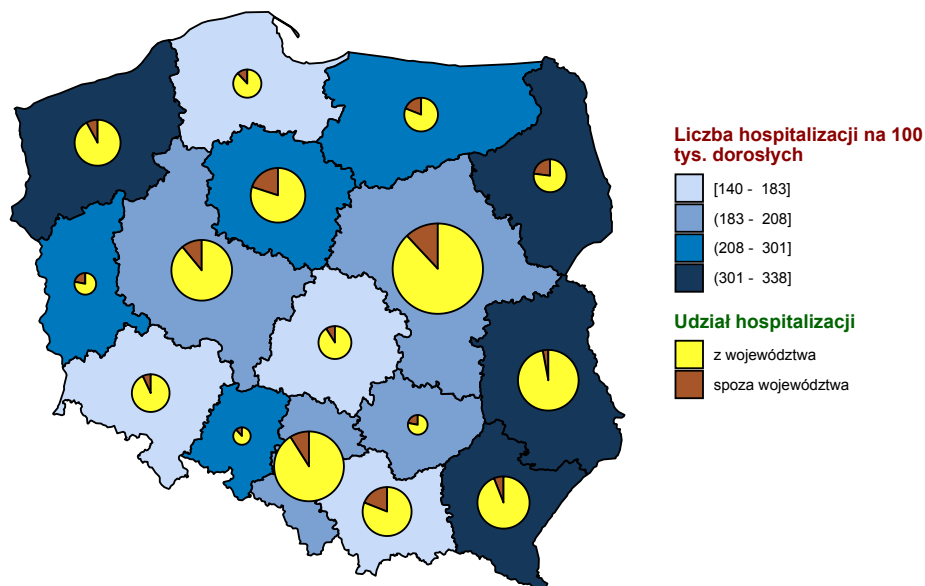 Liczba hospitalizacji na 100
tys. dorosłych
[140 - 183]
(183 - 208]
(208 - 301]
(301 - 338]
Udział hospitalizacji
z województwa
spoza województwa